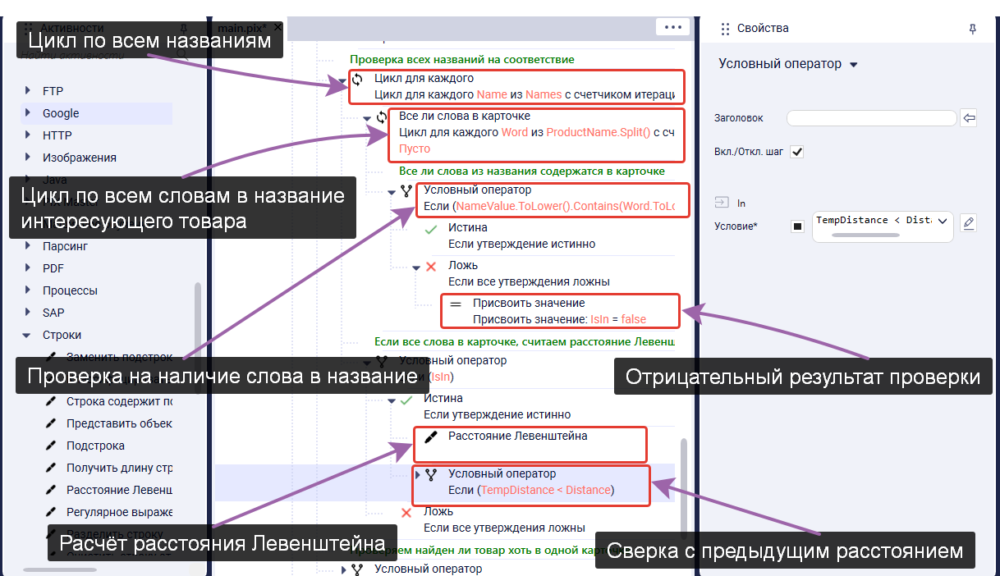 Активности
Найти активности
FTP
Google
HTTP
Изображения
Java
Парсинг
PDF
Процессы
SAP
Строки
Заменить подстрок
Строка содержит по
Представить объек
Подстрока
Получить длину стр
Расстояние Левенш
Регулярное выраже
Разделить строку
main.pix*
Проверка всех названий на соответствие
Цикл для каждого
Цикл для каждого Name из Names с счетчиком итераци
Все ли слова в карточке
Цикл для каждого Word из ProductName.Split() с сч
Пусто
Все ли слова из названия содержатся в карточке
Условный оператор
Если (NameValue.ToLower().Contains(Word.ToLo
Истина
Если утверждение истинно
Ложь
Если все утверждения ложны
Присвоить значение
Присвоить значение: IsIn = false
Если все слова в карточке, считаем расстояние Левенш
Условный оператор
(IsIn)
Истина
Если утверждение истинно
Расстояние Левенштейна
Условный оператор
Если (TempDistance < Distance)
Ложь
Если все утверждения ложны
Проверяем найден ли товар хоть в одной карточке
Условный оператор
Свойства
Условный оператор
Заголовок
Вкл./Откл. шаг
In
Условие*
TempDistance < Dista
Цикл по всем названиям
Цикл по всем словам в название
интересующего товара
Проверка на наличие слова в название
Отрицательный результат проверки
Расчёт расстояния Левенштейна
Сверка с предыдущим расстоянием